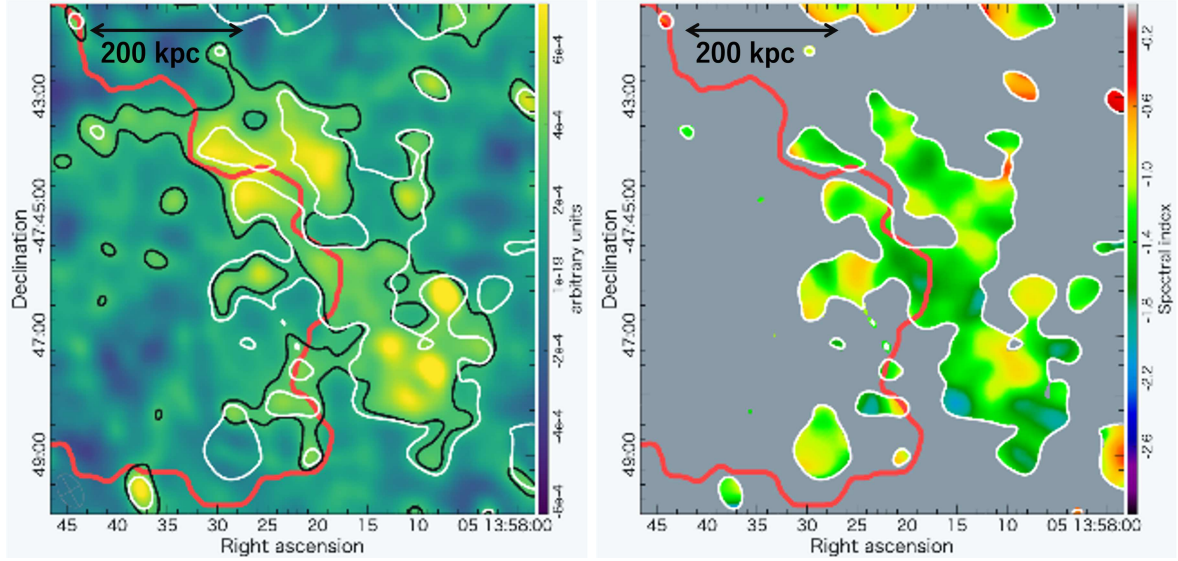 200 kpc
43:00
-47:45:00
47:00
49:00
Declination
45 40 35 30 25 20 15 10 05 13:58:00
Right ascension
6e-4
4e-4
2e-4
1e-19
-2e-4
-4e-4
-6e-4
arbitrary units
200 kpc
43:00
-47:45:00
47:00
49:00
Declination
45 40 35 30 25 20 15 10 05 13:58:00
Right ascension
-0.2
-0.6
-1.0
-1.4
-1.8
-2.2
-2.6
Spectral index